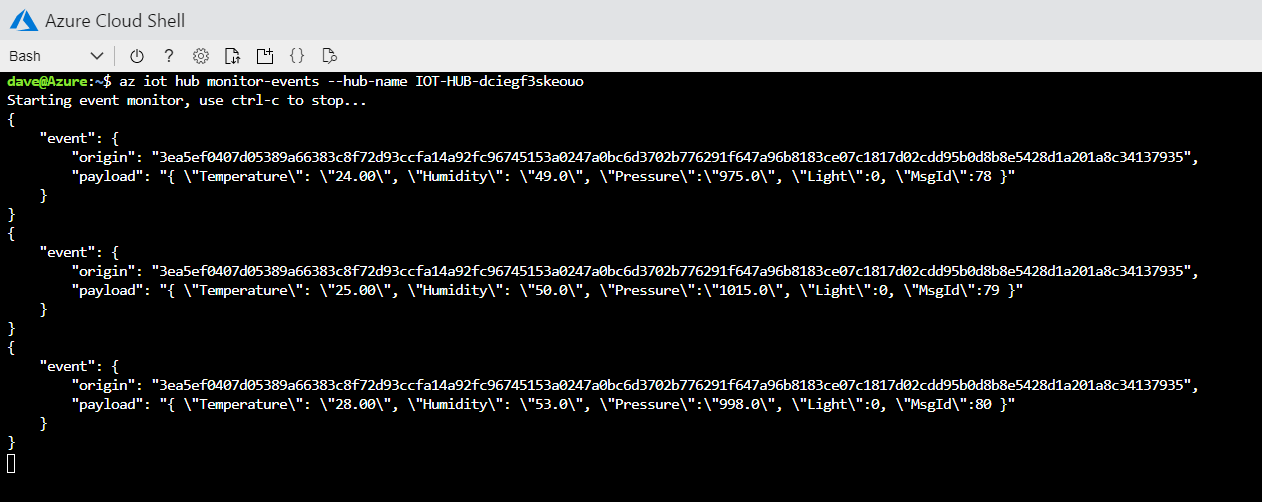 Azure Cloud Shell
Bash
dave@Azure:~$ az iot hub monitor-events --hub-name IOT-HUB-dciegf3skeouo
Starting event monitor, use ctrl-c to stop...
{
    "event": {
        "origin": "3ea5ef0407d05389a66383c8f72d93ccfa14a92fc96745153a0247a0bc6d3702b776291f647a96b8183ce07c1817d02cdd95b0d8b8e5428d1a201a8c34137935",
        "payload": "{ \"Temperature\": \"24.00\", \"Humidity\": \"49.0\", \"Pressure\":\"975.0\", \"Light\":0, \"MsgId\":78 }"
    }
}
{
    "event": {
        "origin": "3ea5ef0407d05389a66383c8f72d93ccfa14a92fc96745153a0247a0bc6d3702b776291f647a96b8183ce07c1817d02cdd95b0d8b8e5428d1a201a8c34137935",
        "payload": "{ \"Temperature\": \"25.00\", \"Humidity\": \"50.0\", \"Pressure\":\"1015.0\", \"Light\":0, \"MsgId\":79 }"
    }
}
{
    "event": {
        "origin": "3ea5ef0407d05389a66383c8f72d93ccfa14a92fc96745153a0247a0bc6d3702b776291f647a96b8183ce07c1817d02cdd95b0d8b8e5428d1a201a8c34137935",
        "payload": "{ \"Temperature\": \"28.00\", \"Humidity\": \"53.0\", \"Pressure\":\"998.0\", \"Light\":0, \"MsgId\":80 }"
    }
}